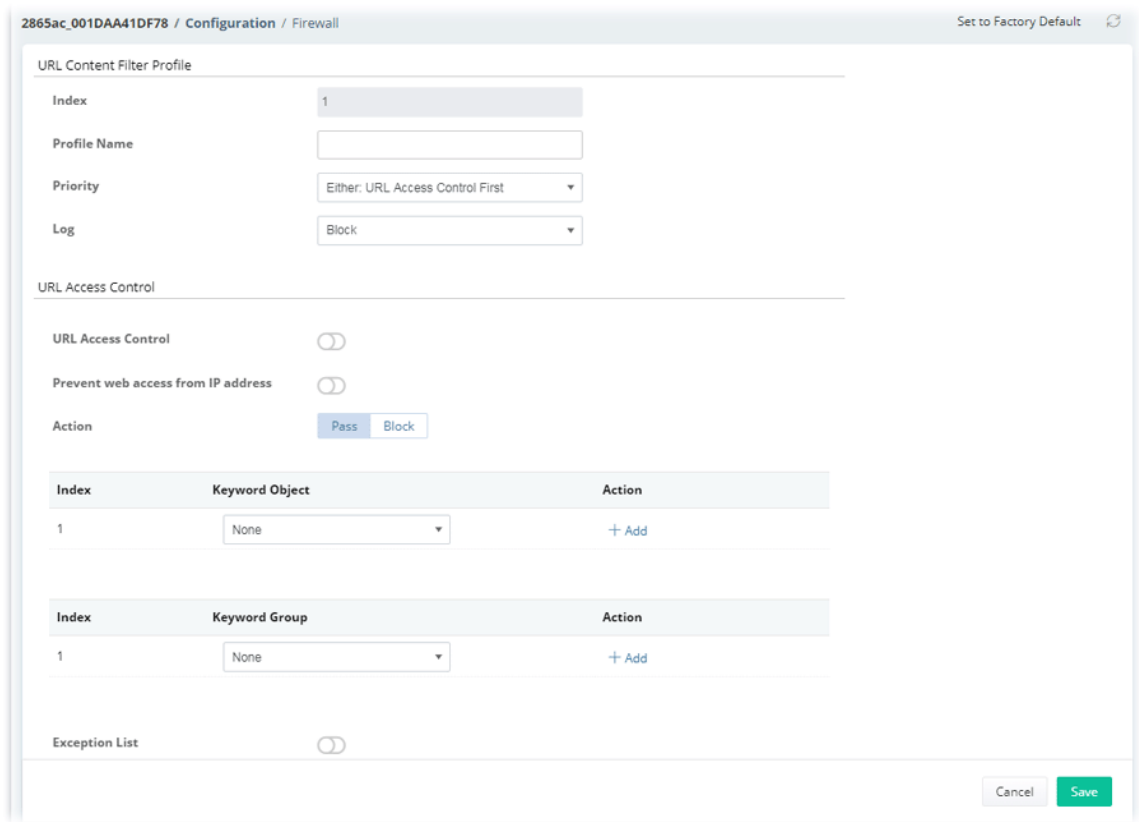 2865ac_001DAA41DF78 / Configuration / Firewall Set to Factory Default
URL Content Filter Profile
Index 1
Profile Name
Priority Either: URL Access Control First
Log Block
URL Access Control
URL Access Control
Prevent web access from IP address
Action Pass Block
Index Keyword Object Action
1 None + Add
Index Keyword Group Action
1 None + Add
Exception List
Cancel Save